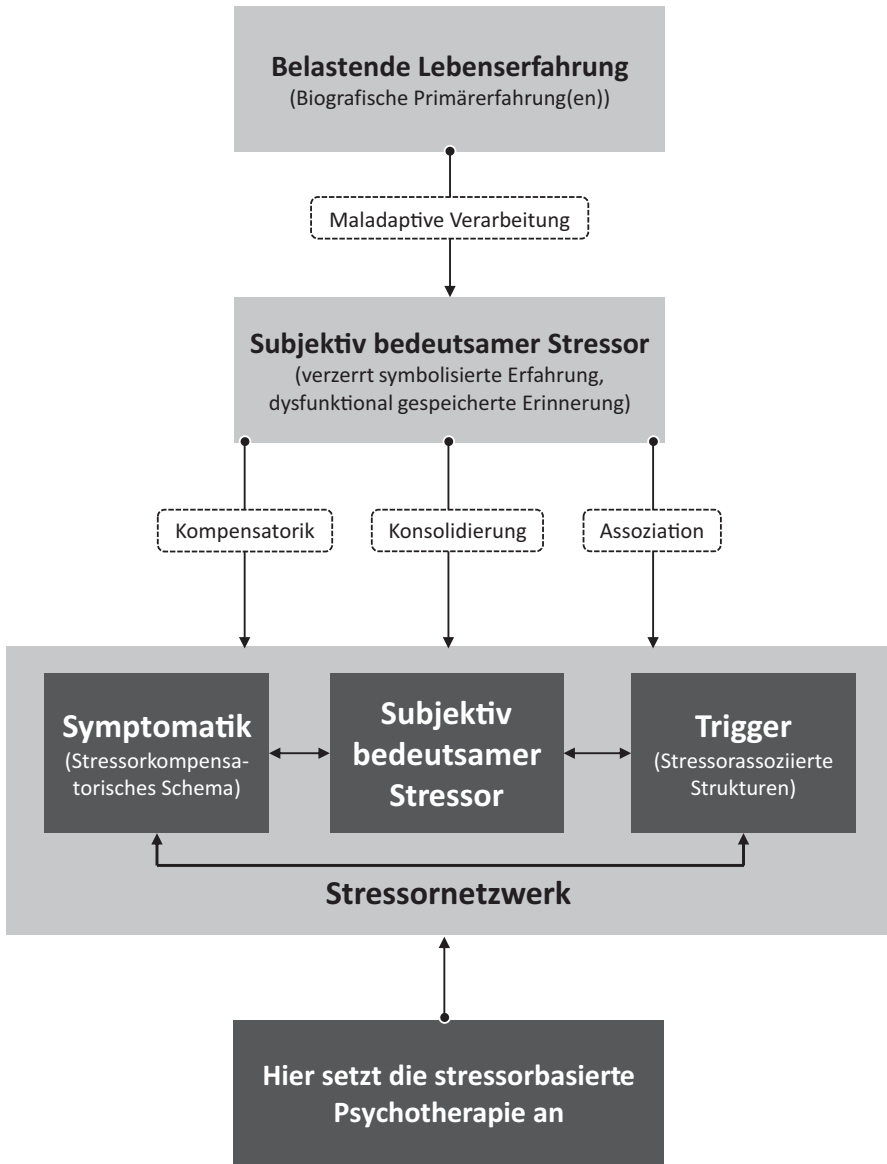 Belastende Lebenserfahrung
(Biografische Primärerfahrung(en))
Maladaptive Verarbeitung
Subjektiv bedeutsamer Stressor
(verzerrt symbolisierte Erfahrung,
dysfunktional gespeicherte Erinnerung)
Kompensatorik
Konsolidierung
Assoziation
Symptomatik
(Stressorkompensa-
torisches Schema)
Subjektiv
bedeutsamer
Stressor
Trigger
(Stressorassoziierte
Strukturen)
Stressornetzwerk
Hier setzt die stressorbasierte
Psychotherapie an